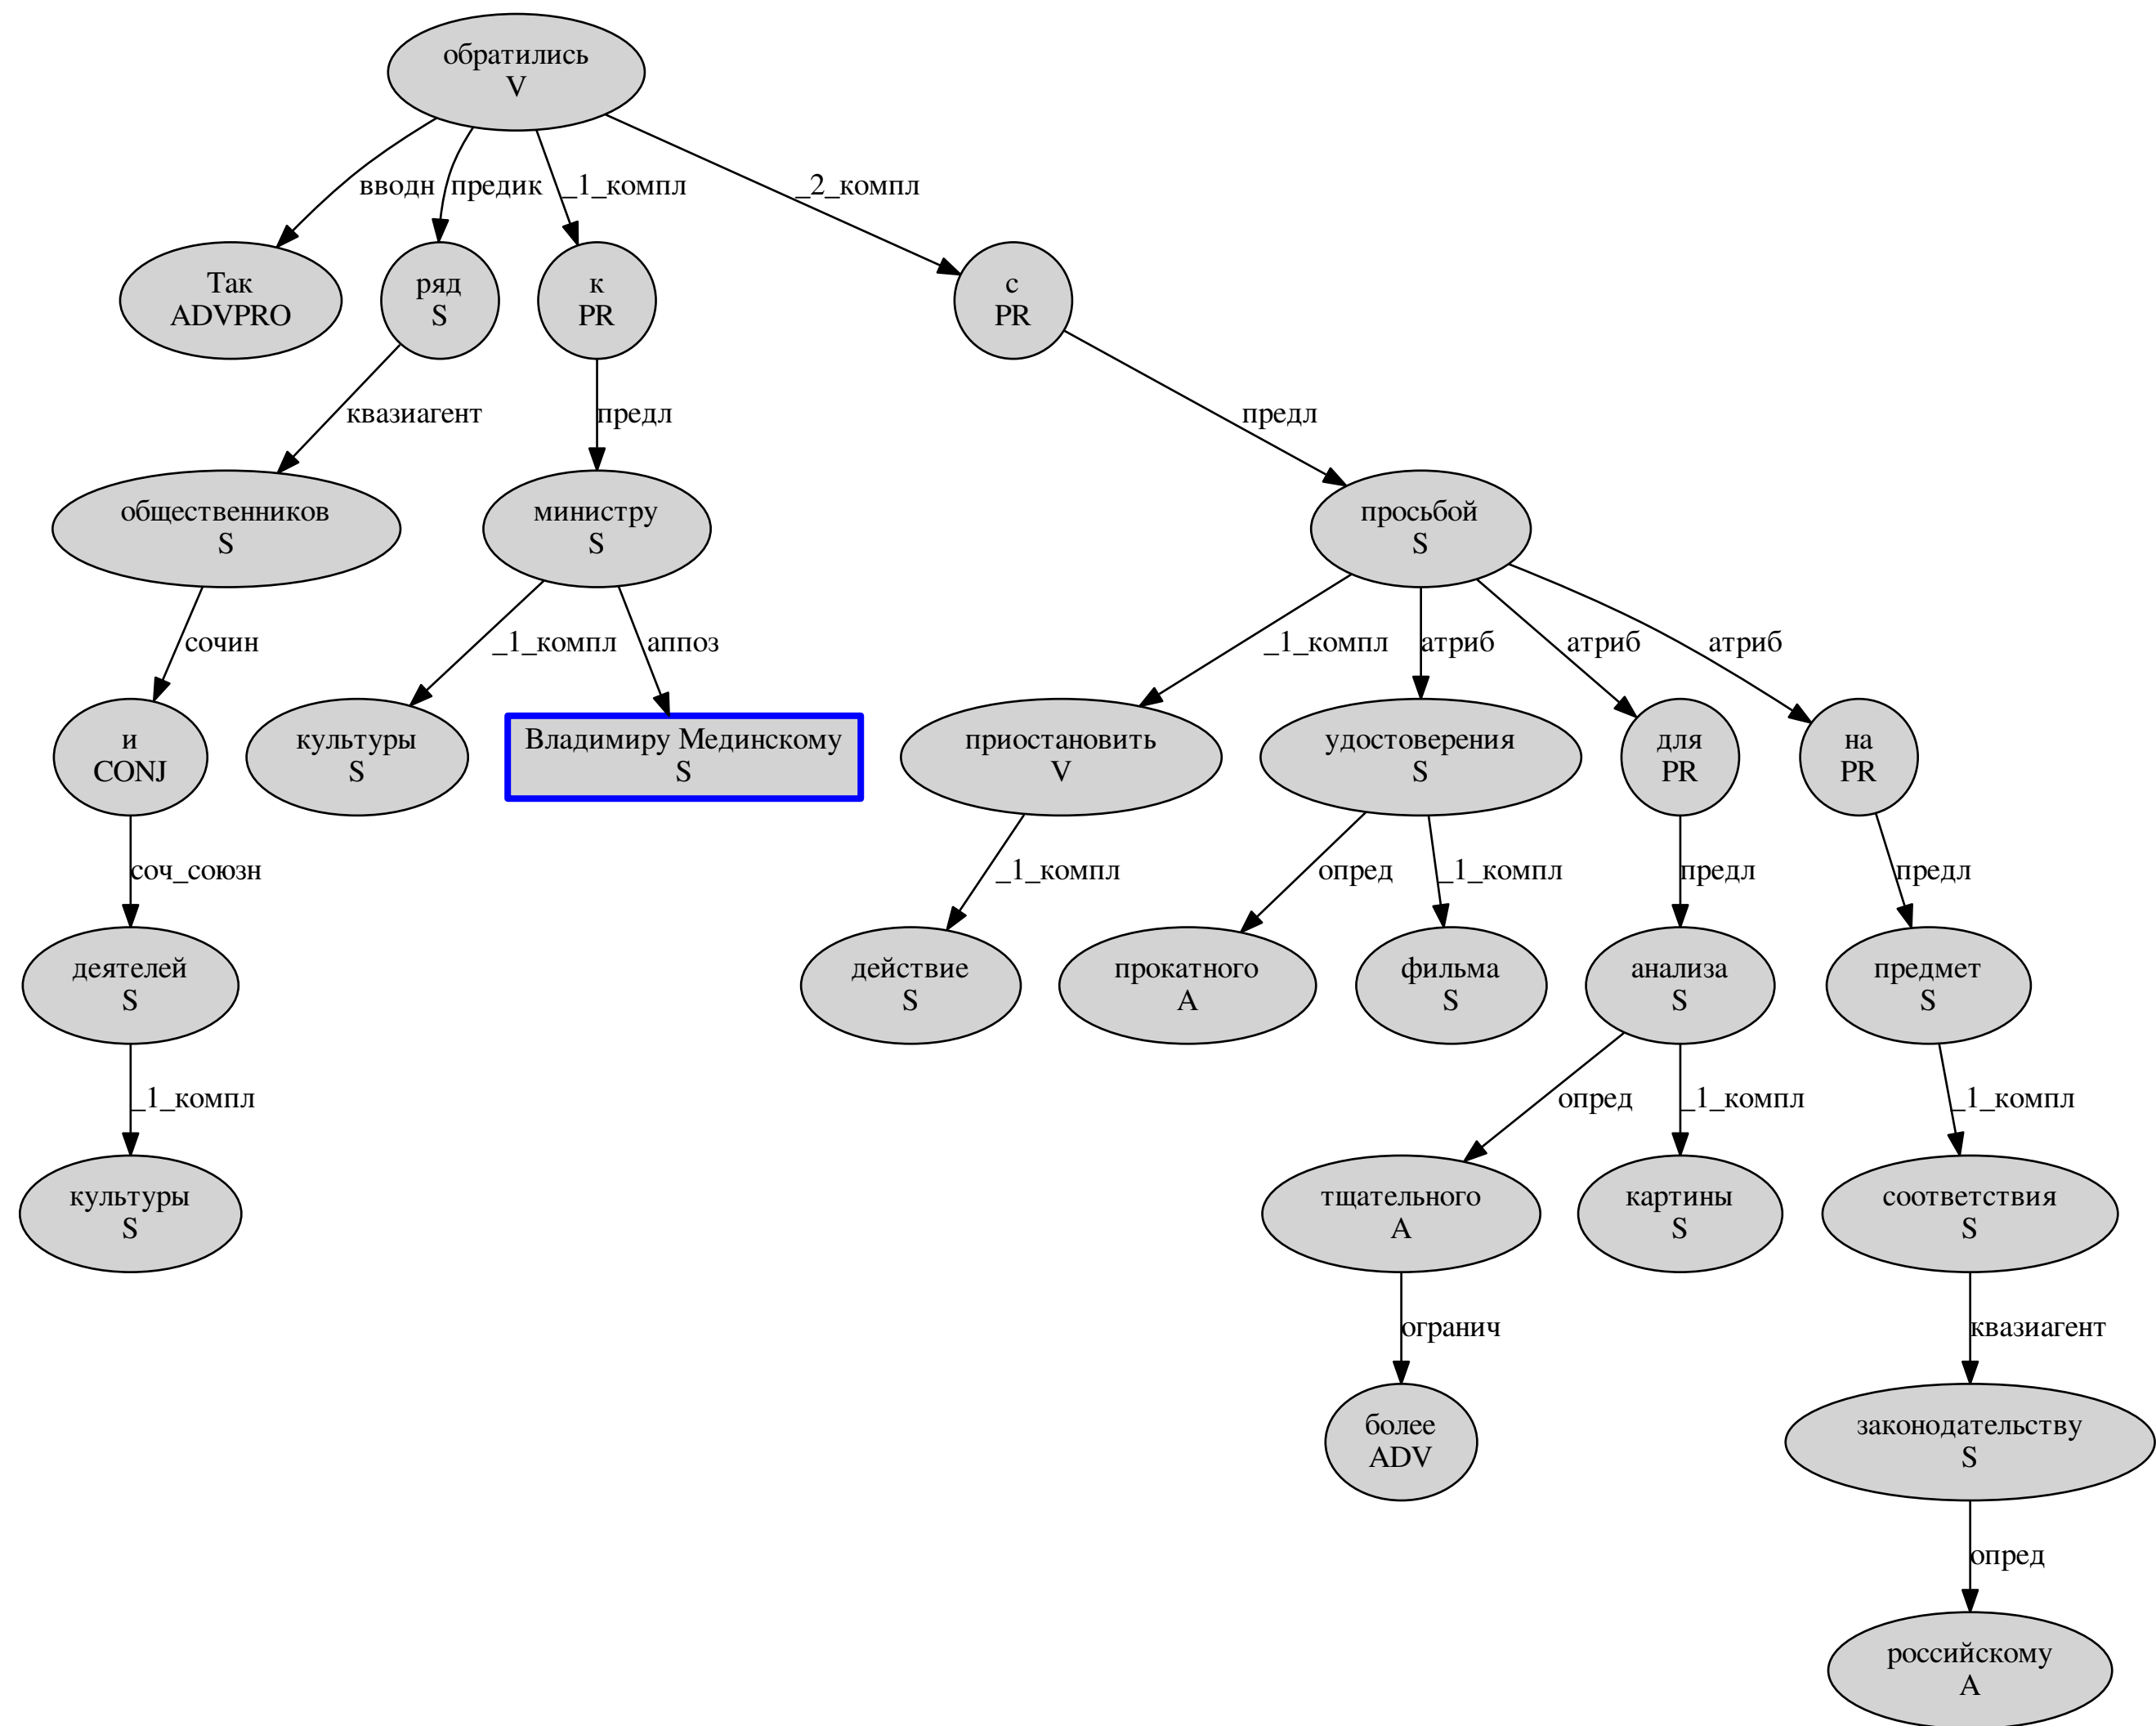 обратились
V
вводн
предик
_1_компл
_2_компл
Так
ADVPRO
ряд
S
к
PR
с
PR
квазиагент
предл
предл
общественников
S
министру
S
просьбой
S
сочин
_1_компл
аппоз
_1_компл
атриб
атриб
атриб
и
CONJ
культуры
S
Владимиру Мединскому
S
приостановить
V
удостоверения
S
для
PR
на
PR
соч_союзн
_1_компл
опред
_1_компл
предл
предл
деятелей
S
действие
S
прокатного
A
фильма
S
анализа
S
предмет
S
_1_компл
опред
_1_компл
_1_компл
культуры
S
тщательного
A
картины
S
соответствия
S
огранич
квазиагент
более
ADV
законодательству
S
опред
российскому
A